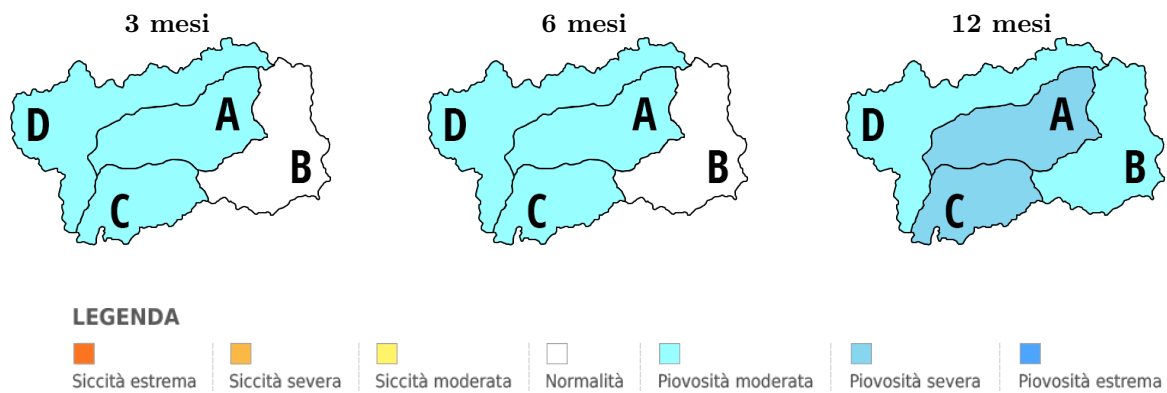 3 mesi
6 mesi
12 mesi
D
A
B
C
D
A
B
C
D
A
B
C
LEGENDA
Siccità estrema
Siccità severa
Siccità moderata
Normalità
Piovosità moderata
Piovosità severa
Piovosità estrema